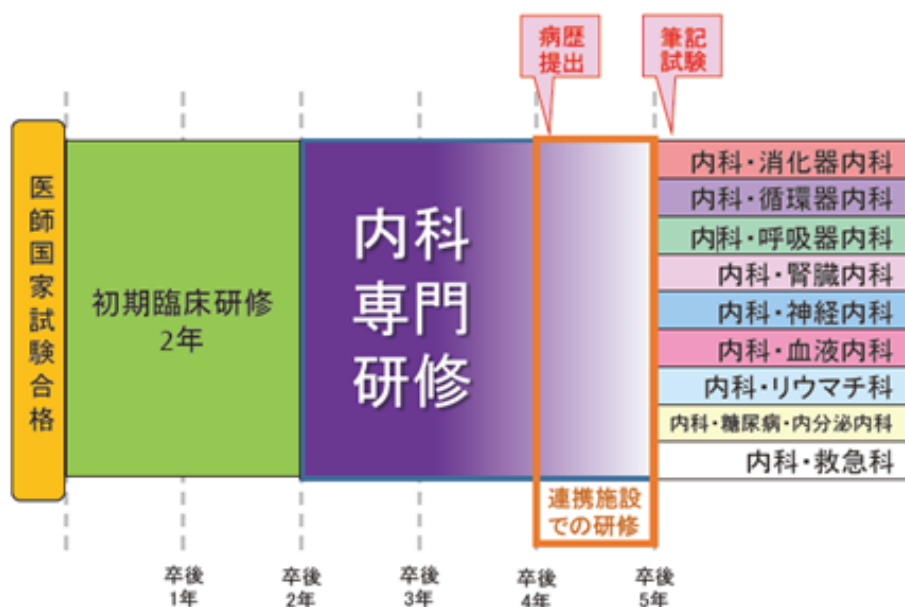 病歴
提出
筆記
試験
医師国家試験合格
初期臨床研修
2年
内科
専門
研修
内科・消化器内科
内科・循環器内科
内科・呼吸器内科
内科・腎臓内科
内科・神経内科
内科・血液内科
内科・リウマチ科
内科・糖尿病・内分泌内科
内科・救急科
連携施設
での研修
卒後
1年
卒後
2年
卒後
3年
卒後
4年
卒後
5年